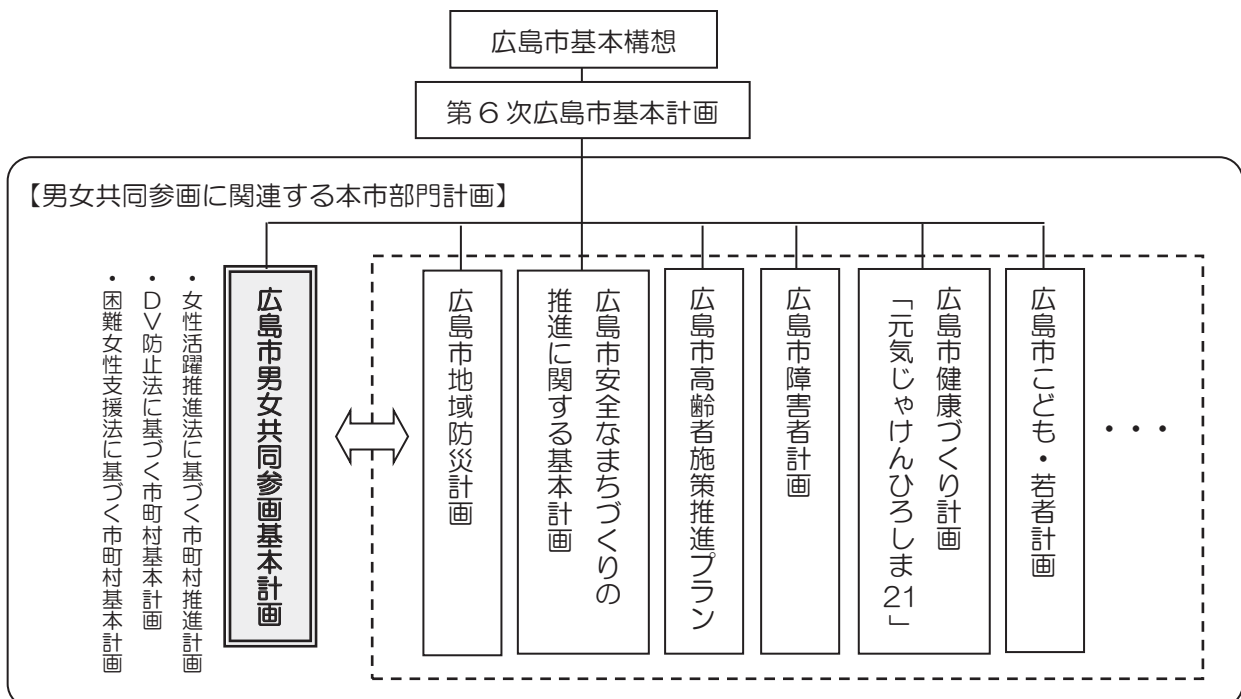 広島市基本構想
第6次広島市基本計画
【男女共同参画に関連する本市部門計画】
広島市男女共同参画基本計画
・女性活躍推進法に基づく市町村推進計画
・DV防止法に基づく市町村基本計画
・困難女性支援法に基づく市町村基本計画
広島市地域防災計画
広島市安全なまちづくりの
推進に関する基本計画
広島市高齢者施策推進プラン
広島市障害者計画
広島市健康づくり計画
「元気じゃけんひろしま21」
広島市こども・若者計画
・・・